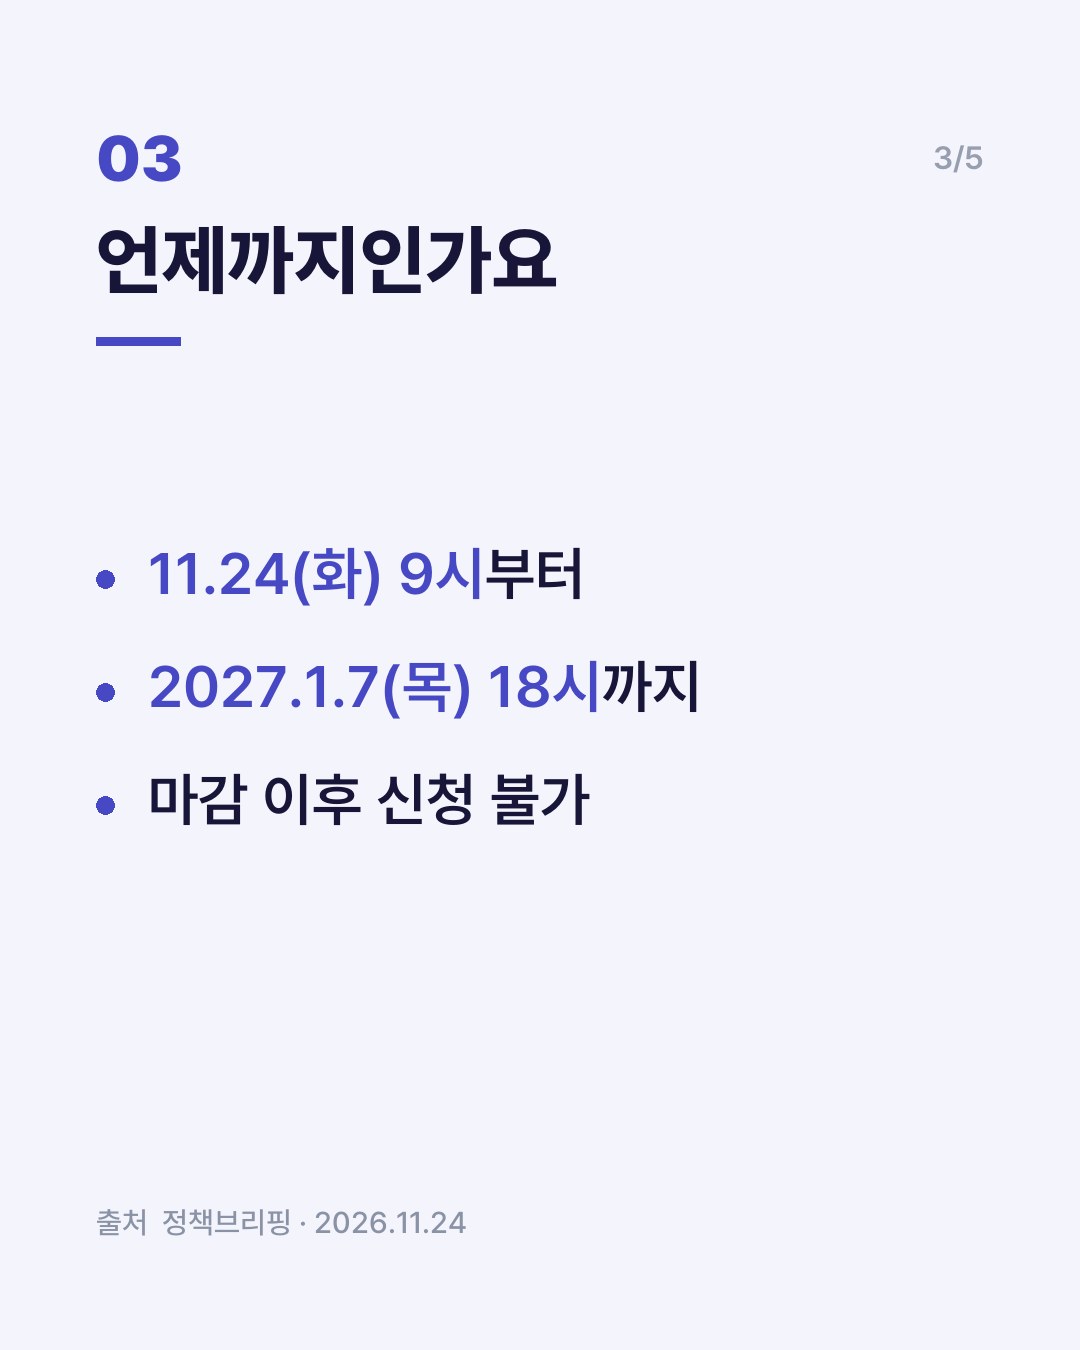 03
3/5
언제까지인가요
• 11.24(화) 9시부터
• 2027.1.7(목) 18시까지
• 마감 이후 신청 불가
출처 정책브리핑 · 2026.11.24